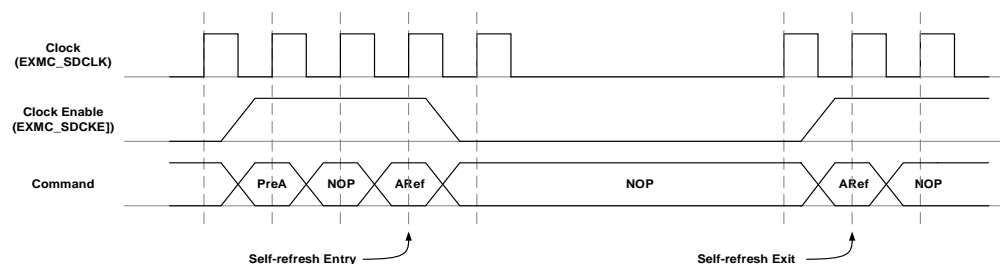 Clock
(EXMC_SDCLK)
Clock Enable
(EXMC_SDCKE])
Command
PreA
NOP
ARef
NOP
ARef
NOP
Self-refresh Entry
Self-refresh Exit